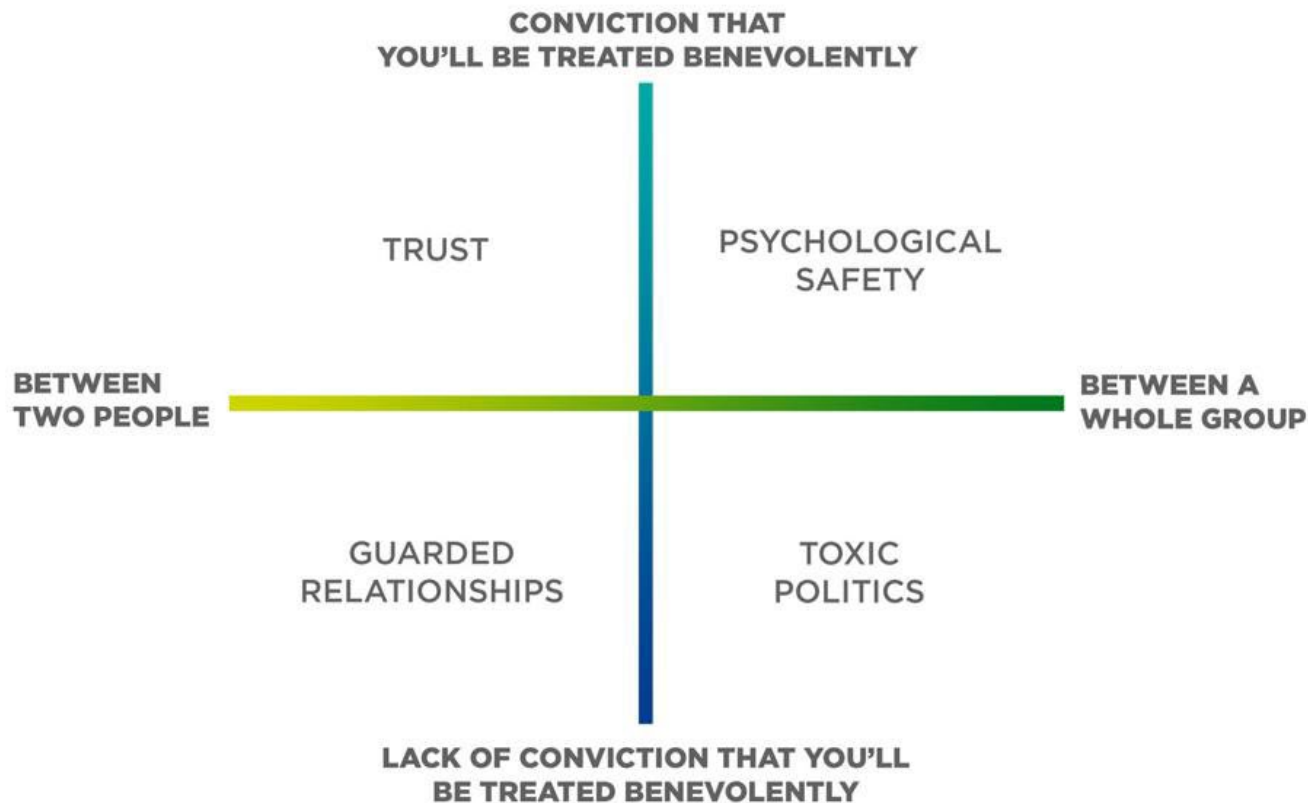 CONVICTION THAT
YOU'LL BE TREATED BENEVOLENTLY
TRUST
PSYCHOLOGICAL
SAFETY
BETWEEN
TWO PEOPLE
BETWEEN A
WHOLE GROUP
GUARDED
RELATIONSHIPS
TOXIC
POLITICS
LACK OF CONVICTION THAT YOU'LL
BE TREATED BENEVOLENTLY